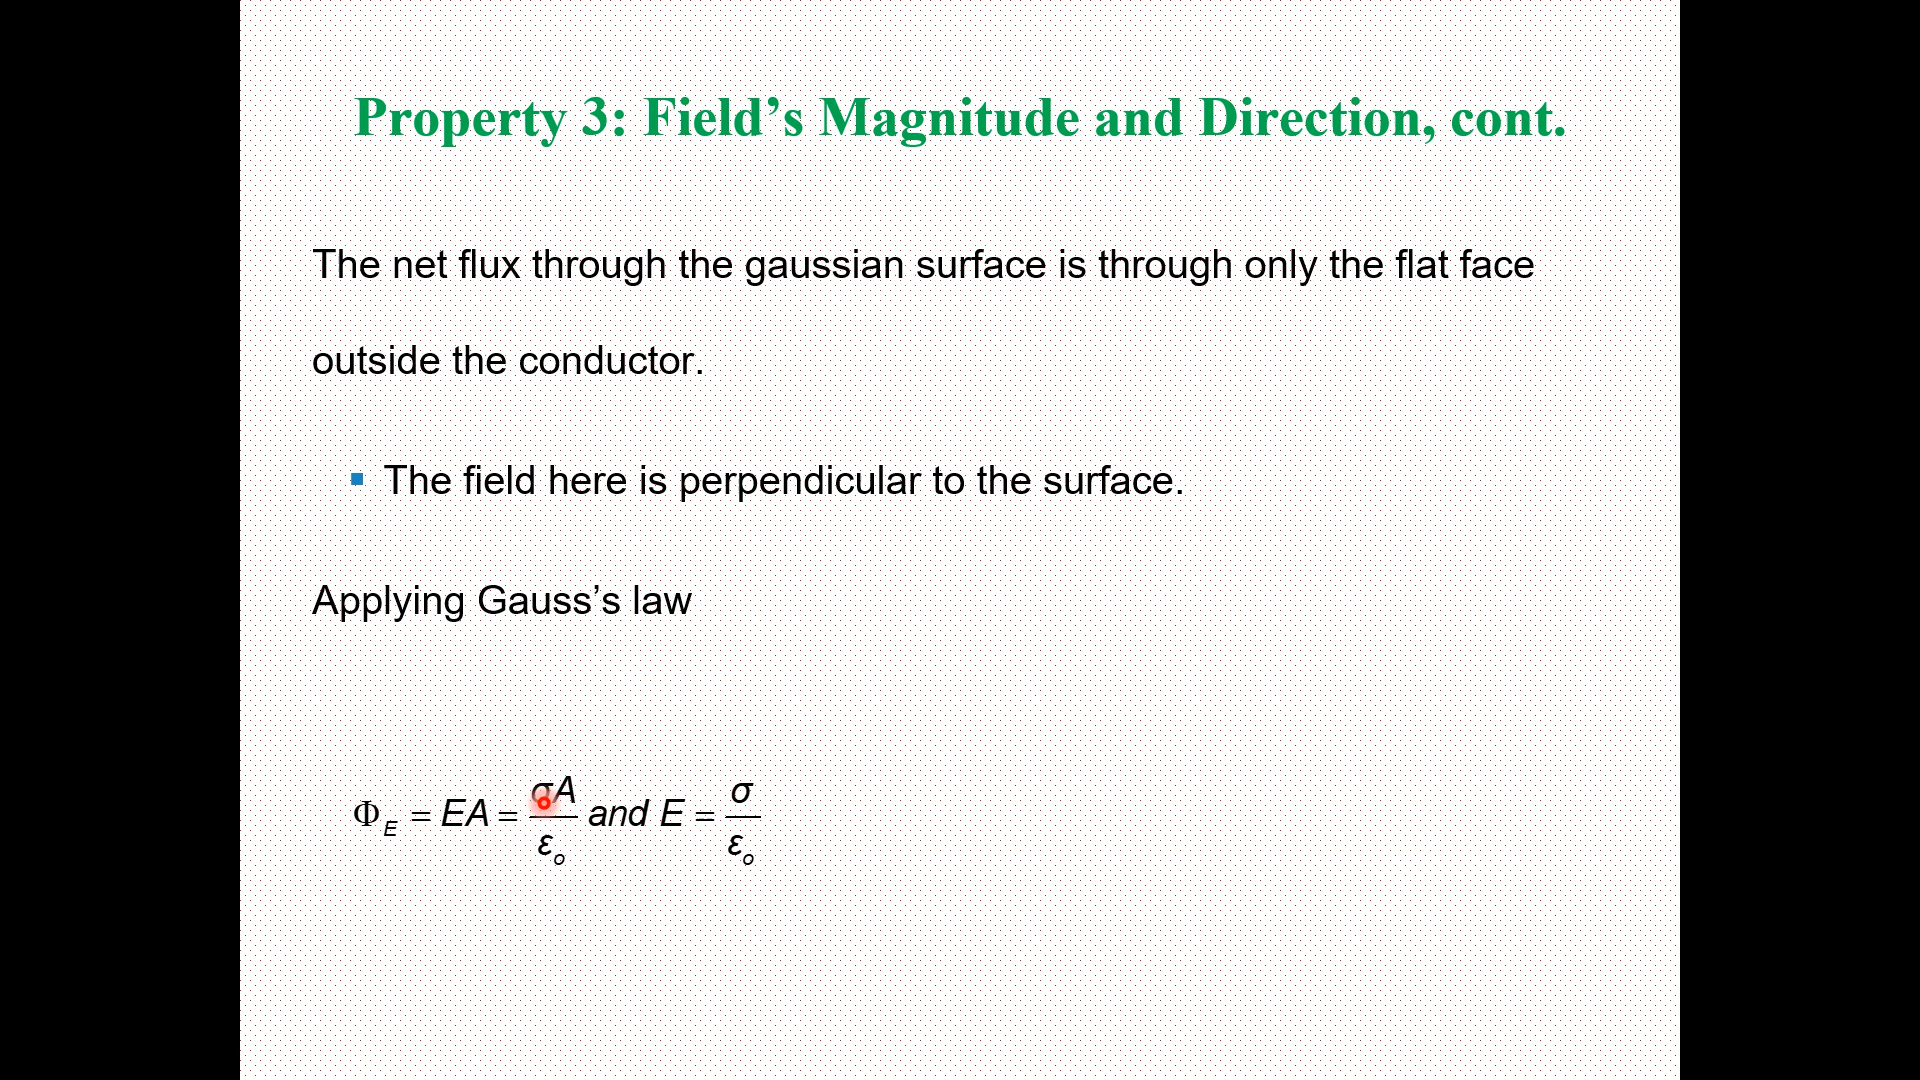 Property 3: Field’s Magnitude and Direction, cont.
The net flux through the gaussian surface is through only the flat face
outside the conductor.
▪ The field here is perpendicular to the surface.
Applying Gauss’s law
Φ_E = EA = σA/ε_o and E = σ/ε_o